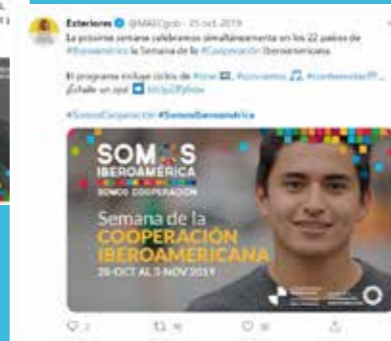 Exteriores @MAECgob · 25 oct. 2019
La próxima semana celebramos simultáneamente en los 22 países de
#Iberoamérica la Semana de la #Cooperación Iberoamericana.
El programa incluye ciclos de #cine, #conciertos, #conferencias
¡Échale un ojo!
#SomosCooperación #SomosIberoamérica
SOMOS
IBEROAMÉRICA
SOMOS COOPERACIÓN
Semana de la
COOPERACIÓN
IBEROAMERICANA
28-OCT AL 3-NOV 2019
2